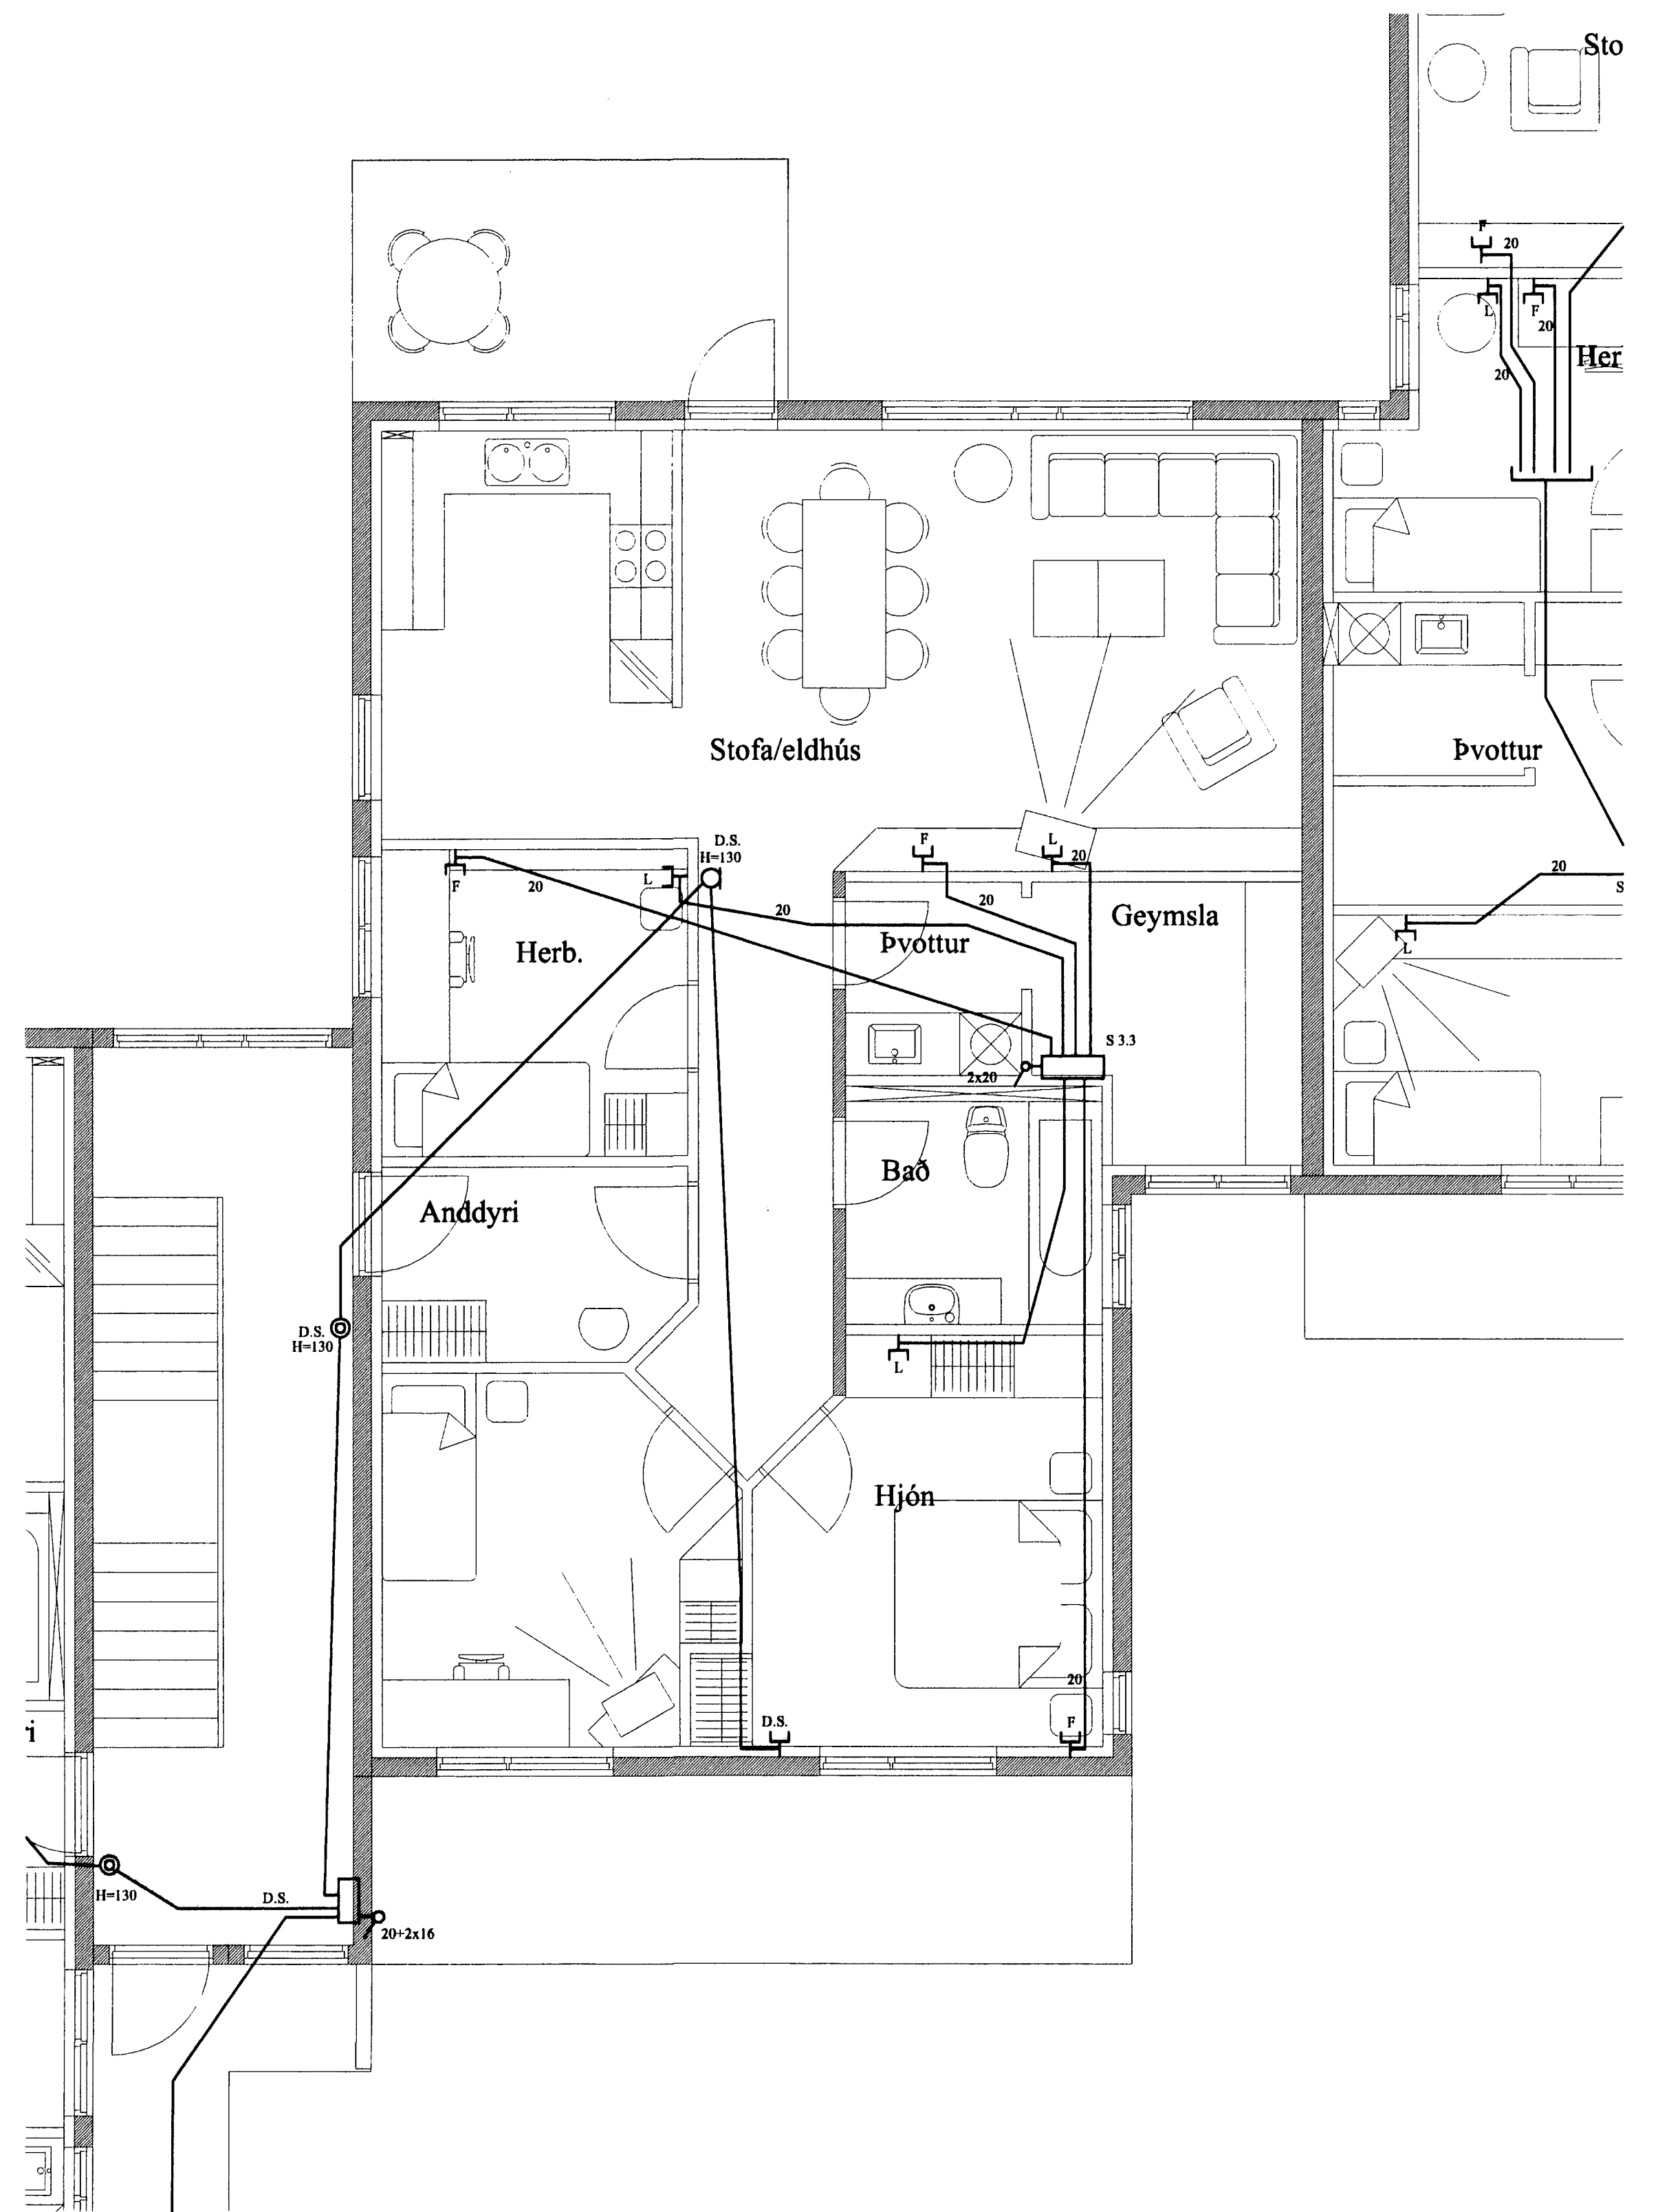 Sto
F
20
L
F
20
20
Her
Stofa/eldhús
Þvottur
D.S.
H=130
F
L
20
F
20
L
20
20
20
S
Herb.
Þvottur
Geymsla
L
S 3.3
2x20
Bað
Anddyri
D.S.
H=130
L
Hjón
20
D.S.
F
ri
H=130
D.S.
20+2x16